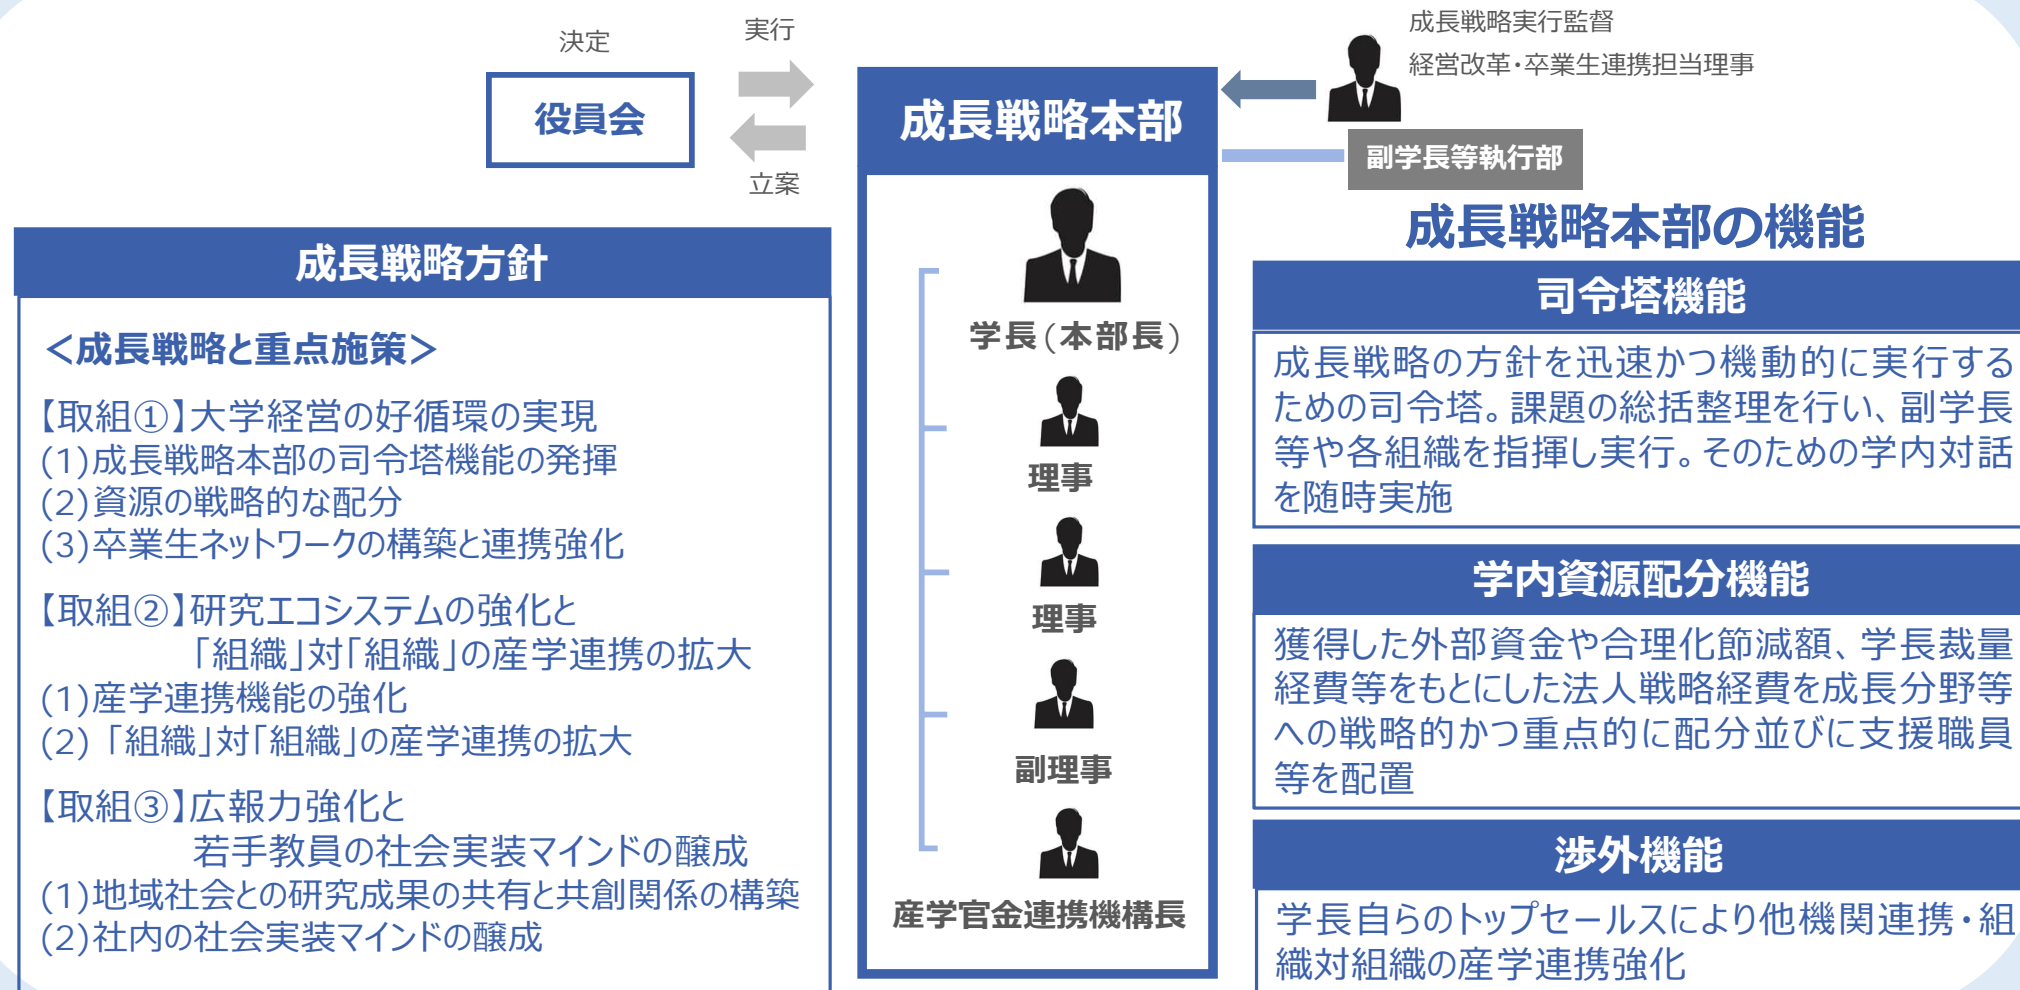 決定
実行
役員会
立案
成長戦略本部
成長戦略実行監督
経営改革・卒業生連携担当理事
副学長等執行部
成長戦略方針
<成長戦略と重点施策>
【取組①】大学経営の好循環の実現
(1)成長戦略本部の司令塔機能の発揮
(2)資源の戦略的な配分
(3)卒業生ネットワークの構築と連携強化
【取組②】研究エコシステムの強化と
「組織」対「組織」の産学連携の拡大
(1)産学連携機能の強化
(2)「組織」対「組織」の産学連携の拡大
【取組③】広報力強化と
若手教員の社会実装マインドの醸成
(1)地域社会との研究成果の共有と共創関係の構築
(2)社内の社会実装マインドの醸成
学長(本部長)
理事
理事
副理事
産学官金連携機構長
成長戦略本部の機能
司令塔機能
成長戦略の方針を迅速かつ機動的に実行する
ための司令塔。課題の総括整理を行い、副学長
等や各組織を指揮し実行。そのための学内対話
を随時実施
学内資源配分機能
獲得した外部資金や合理化節減額、学長裁量
経費等をもとにした法人戦略経費を成長分野等
への戦略的かつ重点的に配分並びに支援職員
等を配置
渉外機能
学長自らのトップセールスにより他機関連携・組
織対組織の産学連携強化